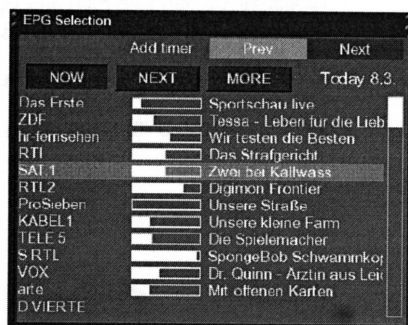 EPG Selection
Add timer Prev Next
NOW NEXT MORE Today 8.3.
Das Erste Sportschau live
ZDF Tessa - Leben für die Lieb
hr-fernsehen Wir testen die Besten
RTL Das Strafgericht
SAT.1 Zwei bei Kallwass
RTL2 Digimon Frontier
ProSieben Unsere Straße
KABEL1 Unsere kleine Farm
TELE 5 Die Spielemacher
S RTL SpongeBob Schwammkop
VOX Dr. Quinn - Ärztin aus Leid
arte Mit offenen Karten
D VIERTE